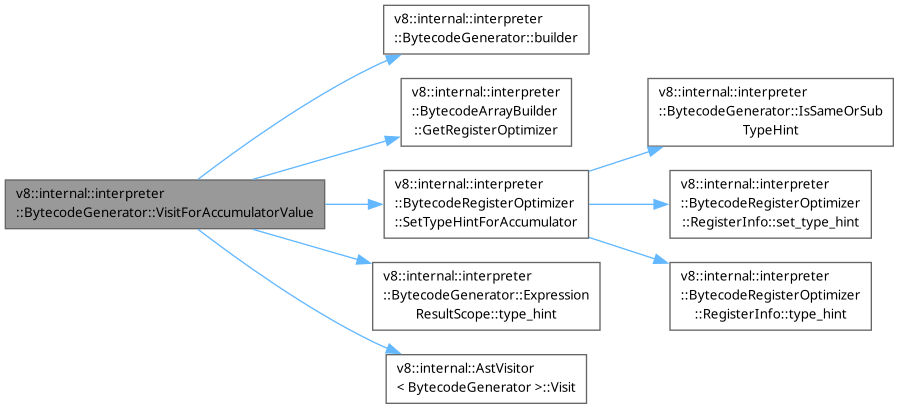 v8::internal::interpreter
::BytecodeGenerator::VisitForAccumulatorValue
v8::internal::interpreter
::BytecodeGenerator::builder
v8::internal::interpreter
::BytecodeArrayBuilder
::GetRegisterOptimizer
v8::internal::interpreter
::BytecodeRegisterOptimizer
::SetTypeHintForAccumulator
v8::internal::interpreter
::BytecodeGenerator::IsSameOrSub
TypeHint
v8::internal::interpreter
::BytecodeRegisterOptimizer
::RegisterInfo::set_type_hint
v8::internal::interpreter
::BytecodeRegisterOptimizer
::RegisterInfo::type_hint
v8::internal::interpreter
::BytecodeGenerator::Expression
ResultScope::type_hint
v8::internal::AstVisitor
< BytecodeGenerator >::Visit